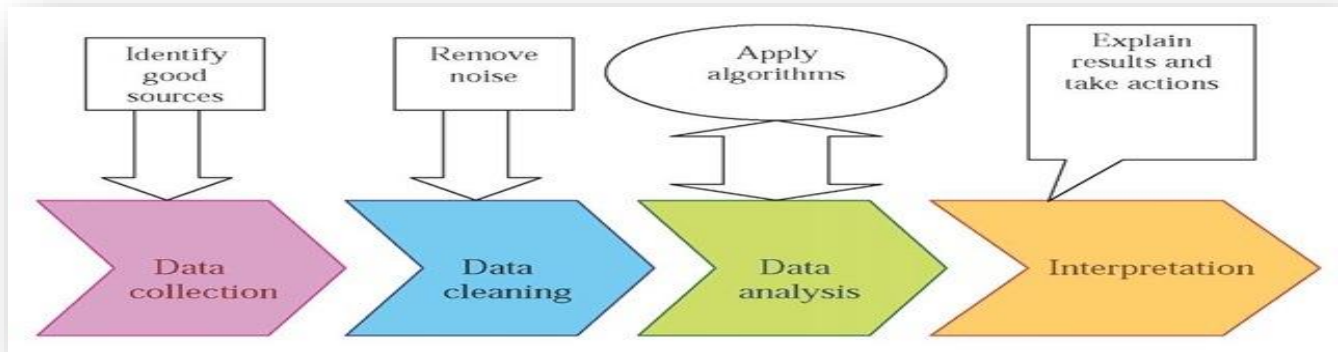 Identify
good
sources
Remove
noise
Apply
algorithms
Explain
results and
take actions
Data
collection
Data
cleaning
Data
analysis
Interpretation